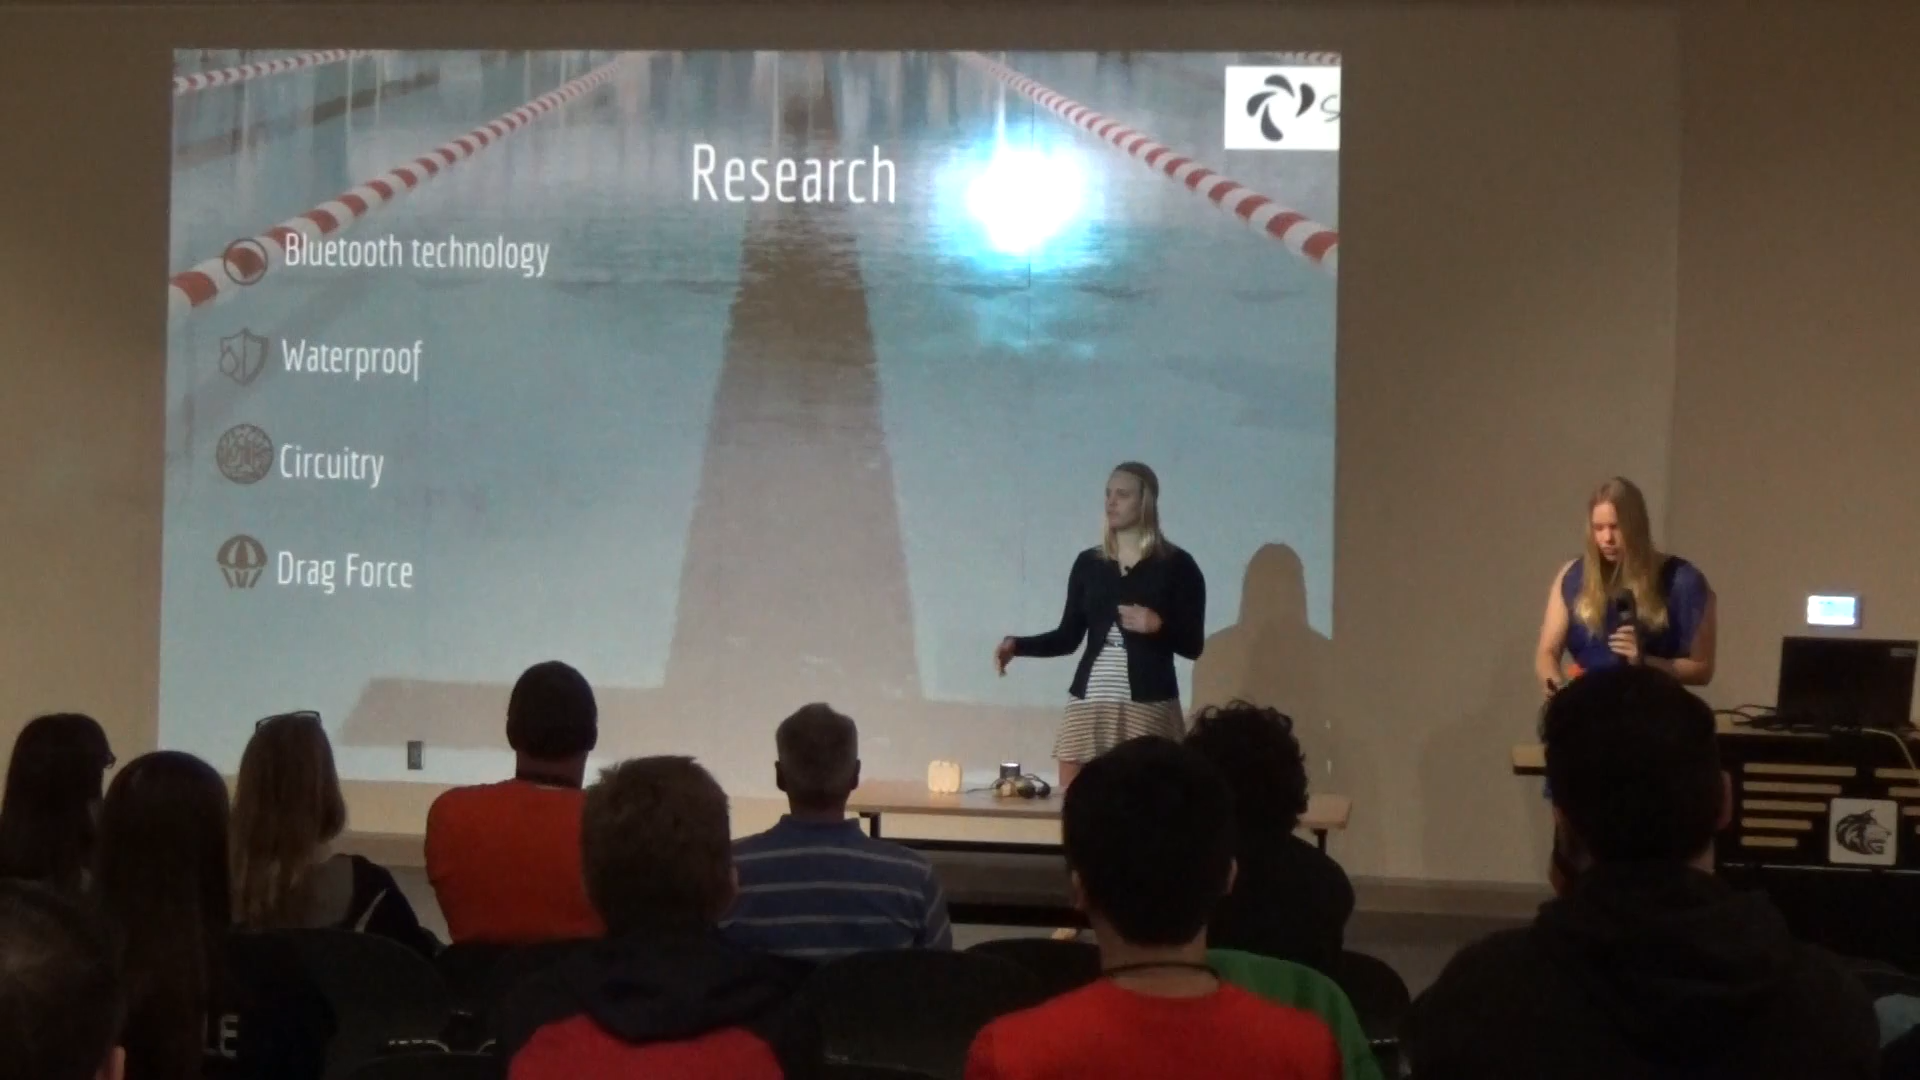 Research
Bluetooth technology
Waterproof
Circuitry
Drag Force